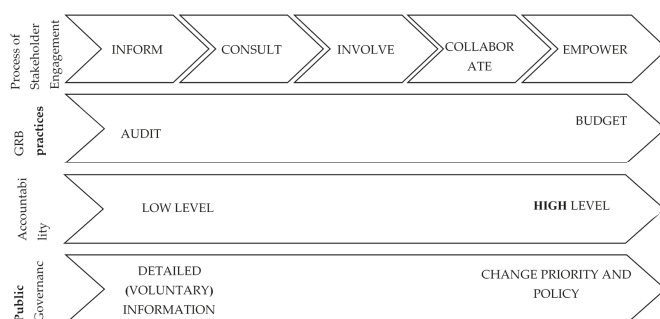 Process of
Stakeholder
Engagement
INFORM
CONSULT
INVOLVE
COLLABOR
ATE
EMPOWER
GRB
practices
AUDIT
BUDGET
Accountabi
lity
LOW LEVEL
HIGH LEVEL
Public
Governanc
DETAILED
(VOLUNTARY)
INFORMATION
CHANGE PRIORITY AND
POLICY